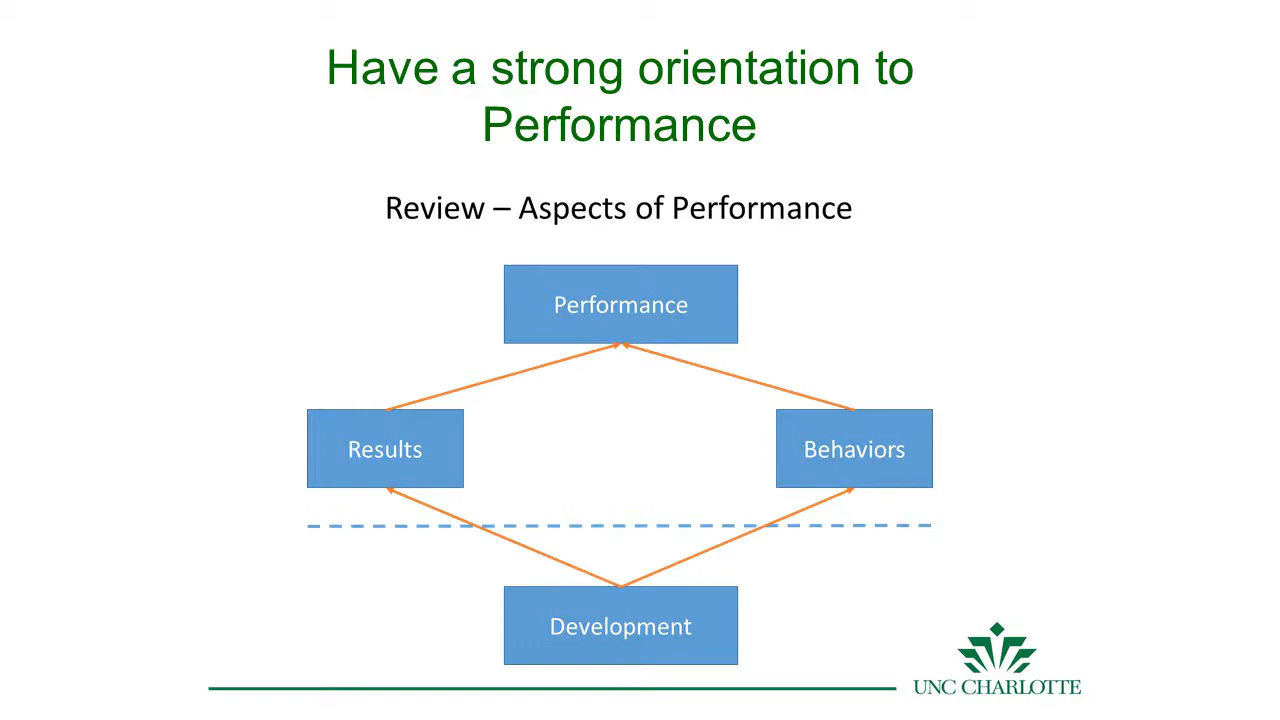 Have a strong orientation to
Performance
Review – Aspects of Performance
Performance
Results
Behaviors
Development
UNC CHARLOTTE